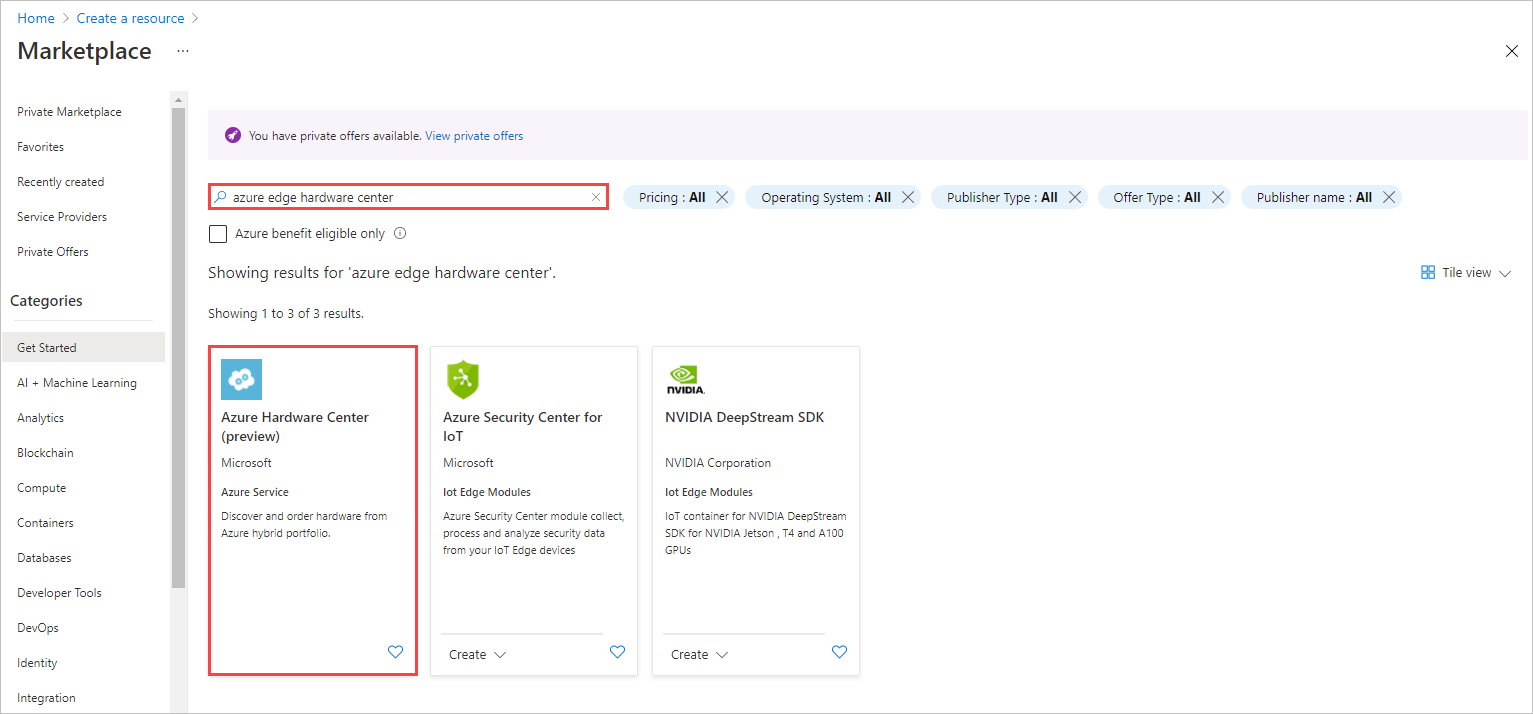 Home > Create a resource >
Marketplace ...
Private Marketplace
Favorites
Recently created
Service Providers
Private Offers
Categories
Get Started
AI + Machine Learning
Analytics
Blockchain
Compute
Containers
Databases
Developer Tools
DevOps
Identity
Integration
You have private offers available. View private offers
azure edge hardware center
Pricing : All
Operating System : All
Publisher Type : All
Offer Type : All
Publisher name : All
Azure benefit eligible only
Showing results for 'azure edge hardware center'.
Tile view
Showing 1 to 3 of 3 results.
Azure Hardware Center
(preview)
Microsoft
Azure Service
Discover and order hardware from
Azure hybrid portfolio.
Azure Security Center for
IoT
Microsoft
Iot Edge Modules
Azure Security Center module collect,
process and analyze security data
from your IoT Edge devices
Create
NVIDIA.
NVIDIA DeepStream SDK
NVIDIA Corporation
Iot Edge Modules
IoT container for NVIDIA DeepStream
SDK for NVIDIA Jetson , T4 and A100
GPUs
Create